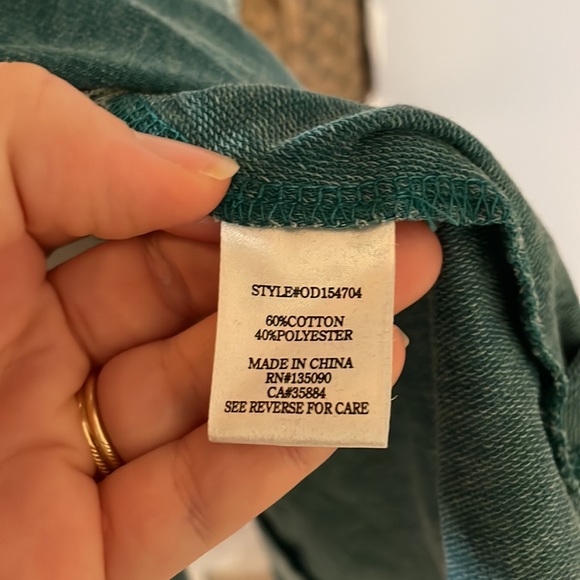 STYLE#OD154704
60%COTTON
40%POLYESTER
MADE IN CHINA
RN#135090
CA#35884
SEE REVERSE FOR CARE